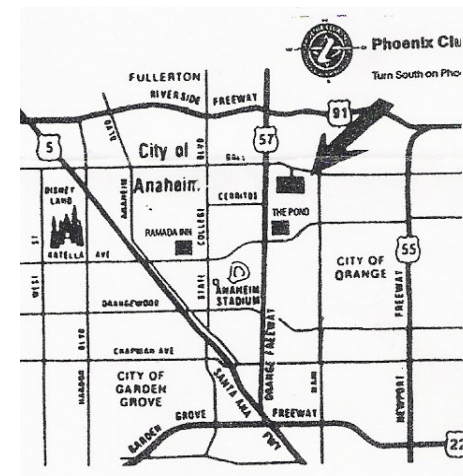 Phoenix Clu
Turn South on Pho
FULLERTON
RIVERSIDE FREEWAY
91
57
5
BLVD
BLVD
City of
Anaheim
BALL
DISNEY
LAND
ANAHEIM
CERRITOS
THE POND
RAMADA INN
COLLEGE
KATELLA AVE
WEST ST
CITY OF
ORANGE
55
ANAHEIM
STADIUM
STATE
ORANGEWOOD
ORANGE FREEWAY
FREEWAY
CHAPMAN AVE
HARBOR BLVD
CITY OF
GARDEN
GROVE
SANTA ANA FWY
MAIN
NEWPORT
GARDEN GROVE FREEWAY
22